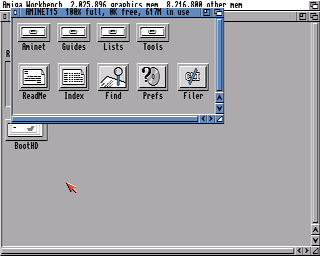 Amiga Workbench 2,025,896 graphics mem 8,216,800 other mem
AMINET15 100% full, 0K free, 617M in use
Aminet Guides Lists Tools
ReadMe Index Find Prefs Filer
BootHD